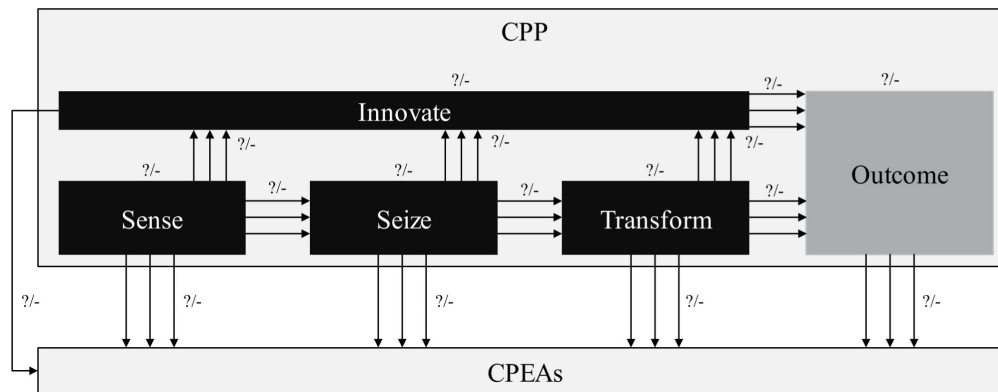 CPP
?/-
?/-
?/-
Innovate
?/-
?/-
?/-
?/-
?/-
?/-
?/-
?/-
?/-
?/-
Outcome
Sense
Seize
Transform
?/-
?/-
?/-
?/-
?/-
CPEAs